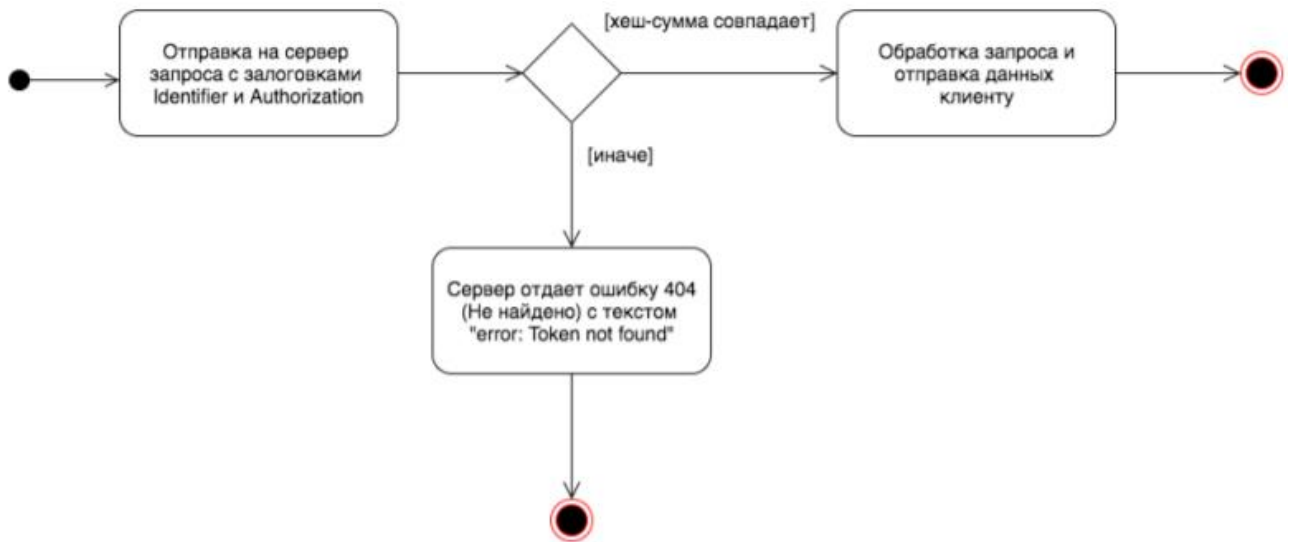 Отправка на сервер
запроса с залоговками
Identifier и Authorization
[хеш-сумма совпадает]
Обработка запроса и
отправка данных
клиенту
[иначе]
Сервер отдает ошибку 404
(Не найдено) с текстом
"error: Token not found"